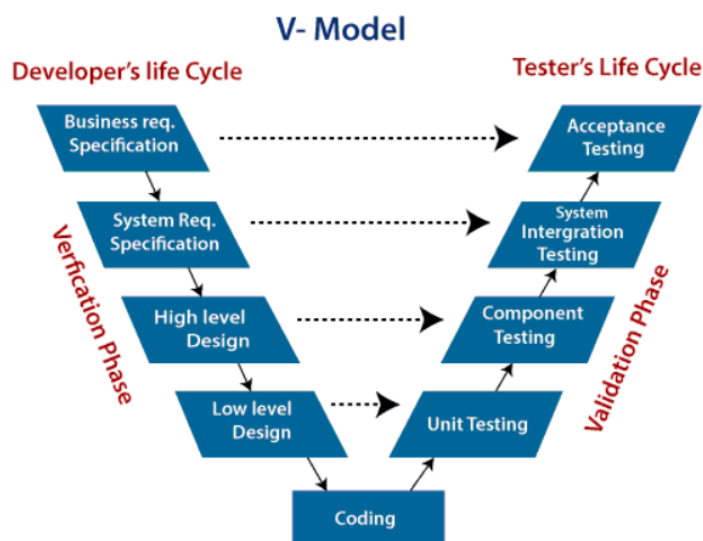 V- Model
Developer's life Cycle
Tester's Life Cycle
Business req.
Specification
Acceptance
Testing
System Req.
Specification
System
Intergration
Testing
High level
Design
Component
Testing
Low level
Design
Unit Testing
Coding
Verfication Phase
Validation Phase